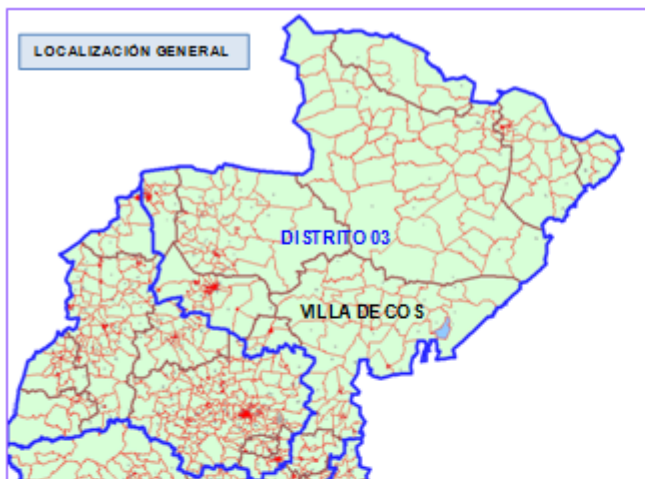 LOCALIZACIÓN GENERAL
DISTRITO 03
VILLA DE COS